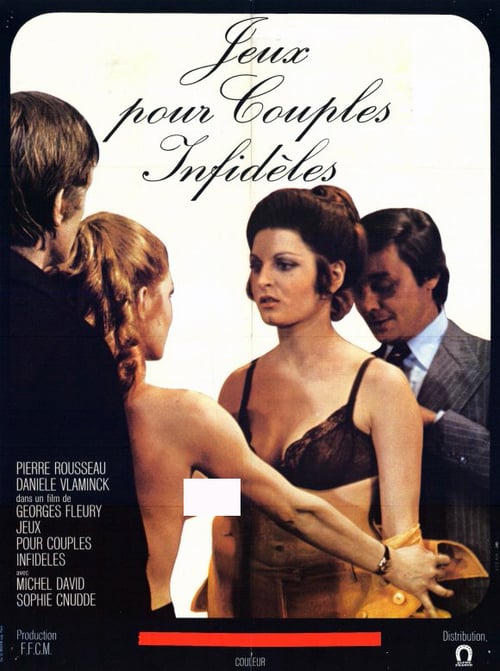 Jeux
pour Couples
Infidèles
PIERRE ROUSSEAU
DANIELE VLAMINCK
dans un film de
GEORGES FLEURY
JEUX
POUR COUPLES
INFIDELES
avec
MICHEL DAVID
SOPHIE CNUDDE
Production
F.F.C.M.
COULEUR
Distribution.